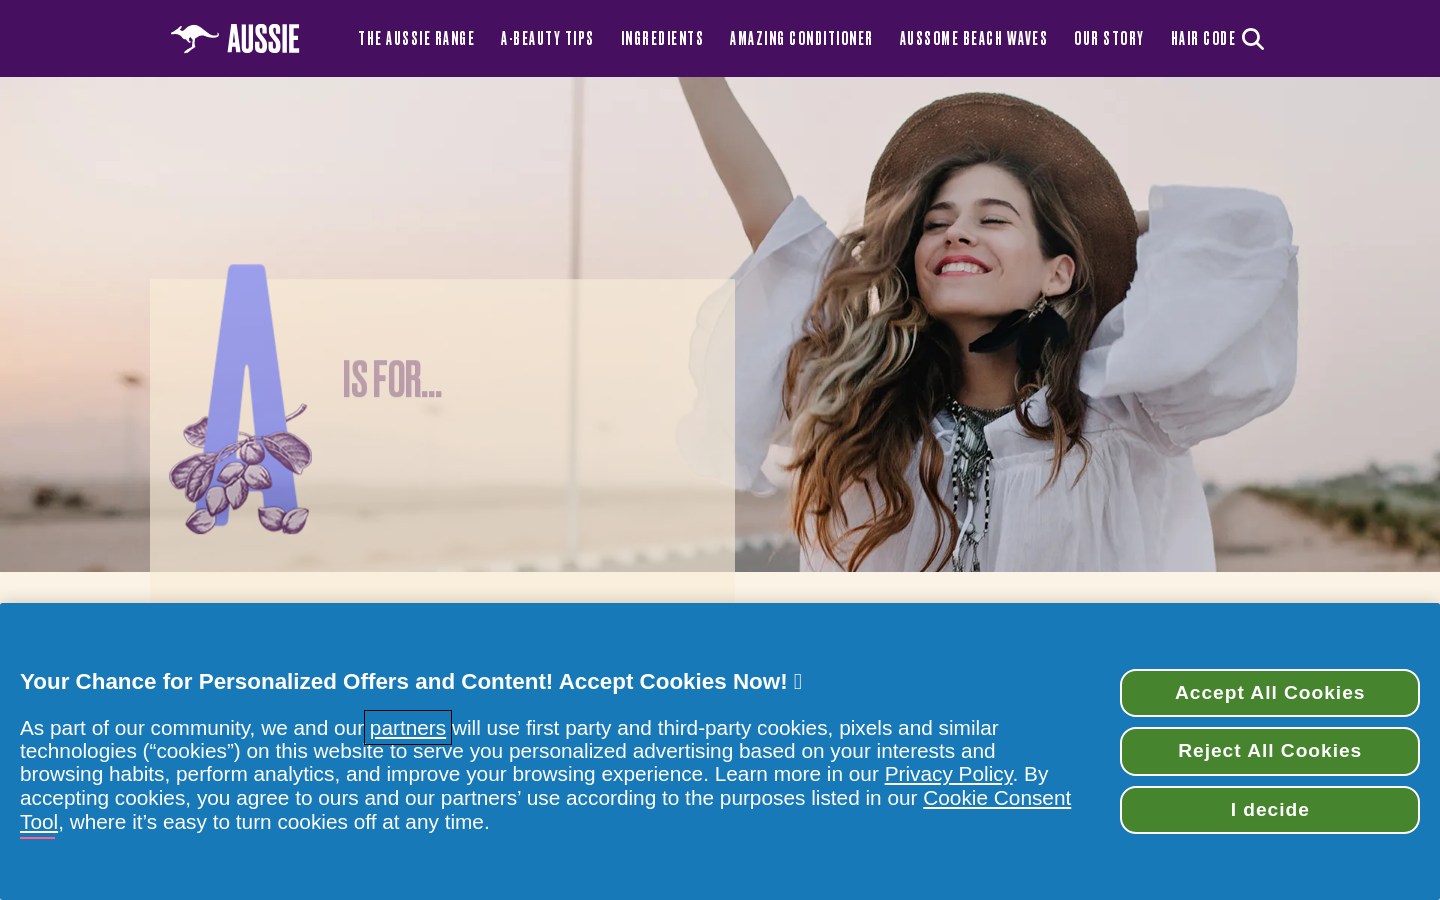 AUSSIE
THE AUSSIE RANGE
A-BEAUTY TIPS
INGREDIENTS
AMAZING CONDITIONER
AUSSOME BEACH WAVES
OUR STORY
HAIR CODE
A
IS FOR...
Your Chance for Personalized Offers and Content! Accept Cookies Now!
As part of our community, we and our partners will use first party and third-party cookies, pixels and similar
technologies (“cookies”) on this website to serve you personalized advertising based on your interests and
browsing habits, perform analytics, and improve your browsing experience. Learn more in our Privacy Policy. By
accepting cookies, you agree to ours and our partners’ use according to the purposes listed in our Cookie Consent
Tool, where it’s easy to turn cookies off at any time.
Accept All Cookies
Reject All Cookies
I decide